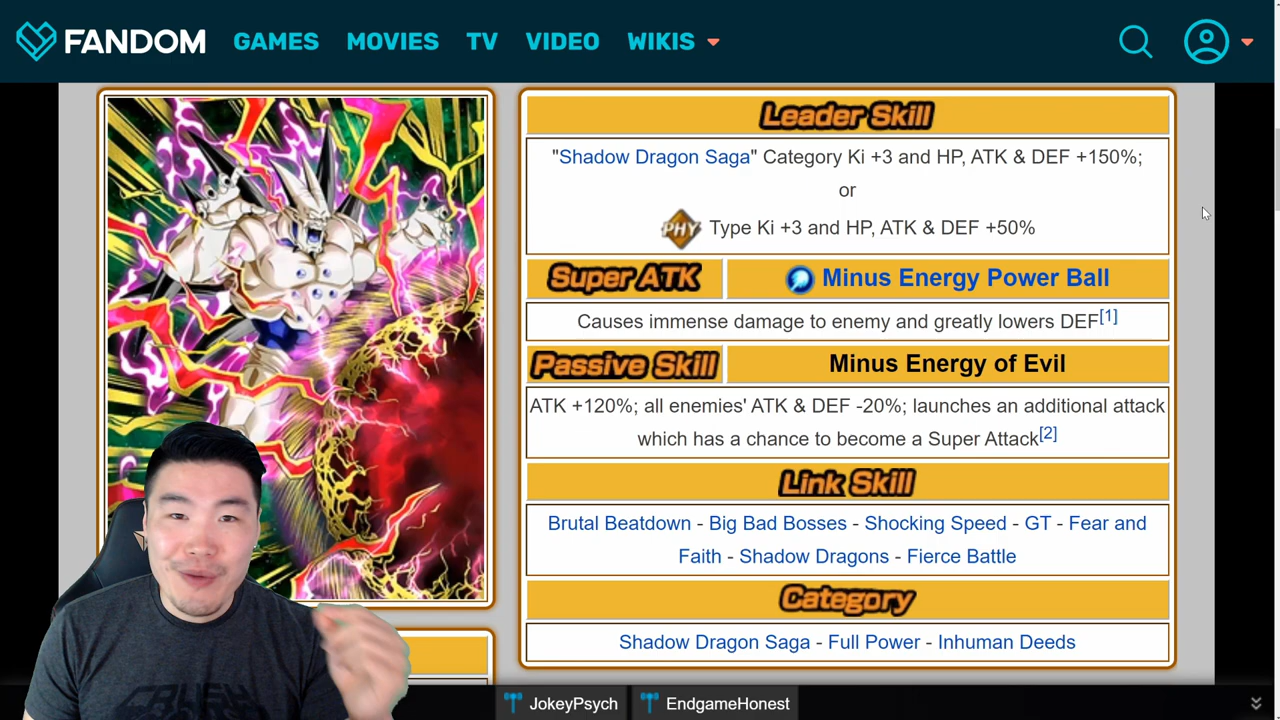 FANDOM GAMES MOVIES TV VIDEO WIKIS
Leader Skill
"Shadow Dragon Saga" Category Ki +3 and HP, ATK & DEF +150%;
or
PHY Type Ki +3 and HP, ATK & DEF +50%
Super ATK Minus Energy Power Ball
Causes immense damage to enemy and greatly lowers DEF[1]
Passive Skill Minus Energy of Evil
ATK +120%; all enemies' ATK & DEF -20%; launches an additional attack
which has a chance to become a Super Attack[2]
Link Skill
Brutal Beatdown - Big Bad Bosses - Shocking Speed - GT - Fear and
Faith - Shadow Dragons - Fierce Battle
Category
Shadow Dragon Saga - Full Power - Inhuman Deeds
JokeyPsych EndgameHonest